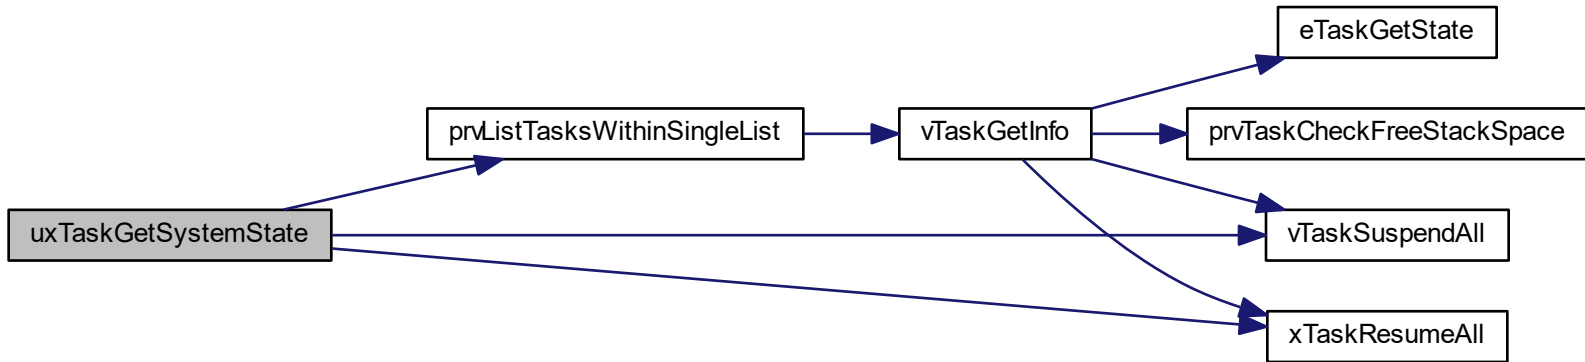 eTaskGetState
prvListTasksWithinSingleList
vTaskGetInfo
prvTaskCheckFreeStackSpace
uxTaskGetSystemState
vTaskSuspendAll
xTaskResumeAll